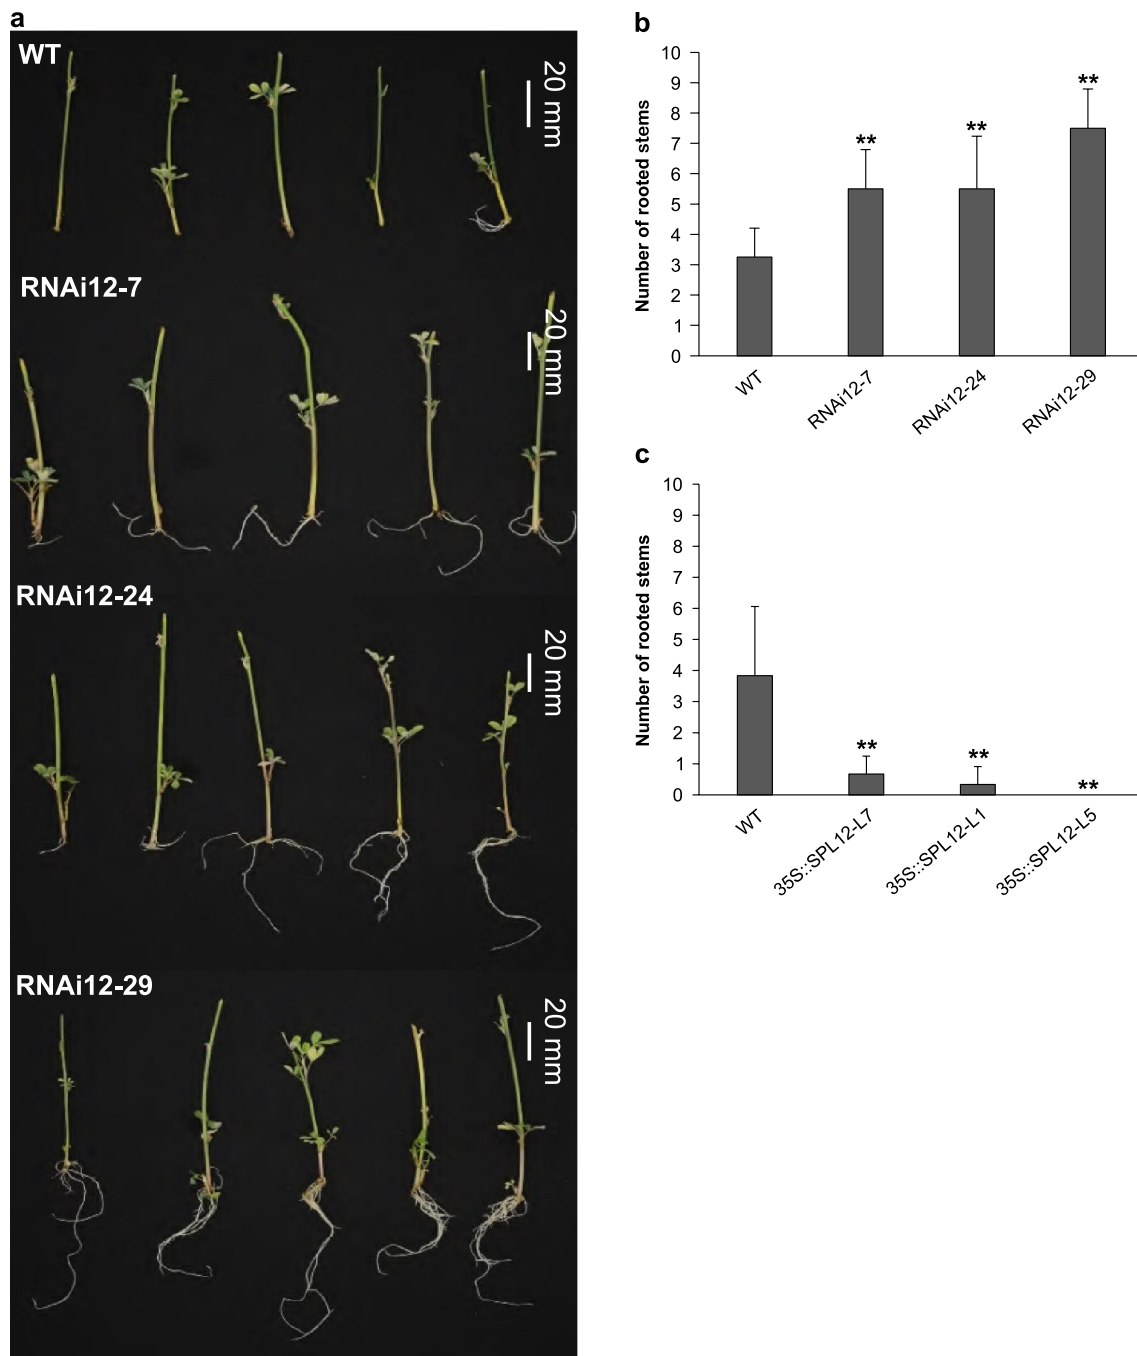 a
WT
20 mm
RNAi12-7
20 mm
RNAi12-24
20 mm
RNAi12-29
20 mm
b
Number of rooted stems
10
9
8
7
6
5
4
3
2
1
0
**
**
**
WT
RNAi12-7
RNAi12-24
RNAi12-29
c
Number of rooted stems
10
9
8
7
6
5
4
3
2
1
0
**
**
**
WT
35S::SPL12-L7
35S::SPL12-L1
35S::SPL12-L5